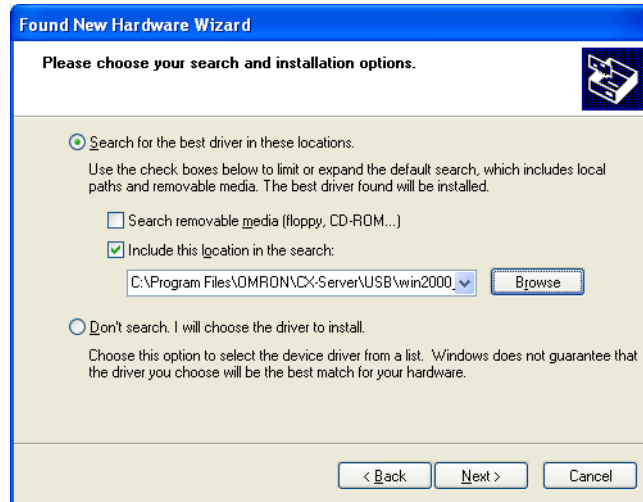 Found New Hardware Wizard
Please choose your search and installation options.
Search for the best driver in these locations.
Use the check boxes below to limit or expand the default search, which includes local
paths and removable media. The best driver found will be installed.
Search removable media (floppy, CD-ROM...)
Include this location in the search:
C:\Program Files\OMRON\CX-Server\USB\win2000_
Browse
Don't search. I will choose the driver to install.
Choose this option to select the device driver from a list. Windows does not guarantee that
the driver you choose will be the best match for your hardware.
< Back Next > Cancel